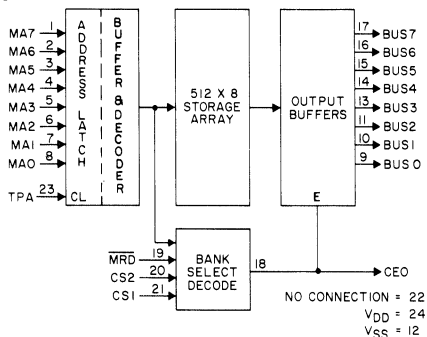 MA7 1
MA6 2
MA5 3
MA4 4
MA3 5
MA2 6
MA1 7
MA0 8
TPA 23 CL
ADDRESS LATCH
BUFFER & DECODER
512 X 8
STORAGE
ARRAY
OUTPUT
BUFFERS
E
17 BUS7
16 BUS6
15 BUS5
14 BUS4
13 BUS3
11 BUS2
10 BUS1
9 BUS0
MRD 19
CS2 20
CS1 21
BANK
SELECT
DECODE
18
CEO
NO CONNECTION = 22
VDD = 24
VSS = 12